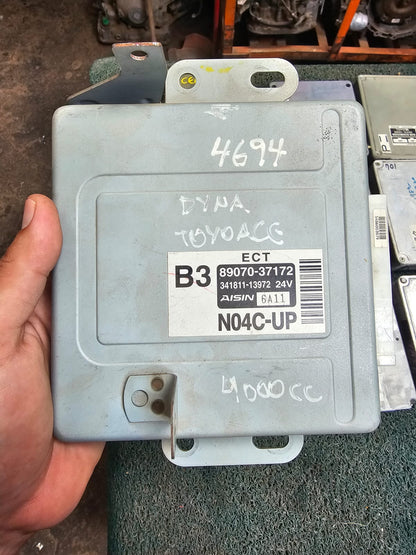 4694
DYNA
TOYOACE
ECT
B3
89070-37172
341811-13972 24V
AISIN 6A11
N04C-UP
4000CC